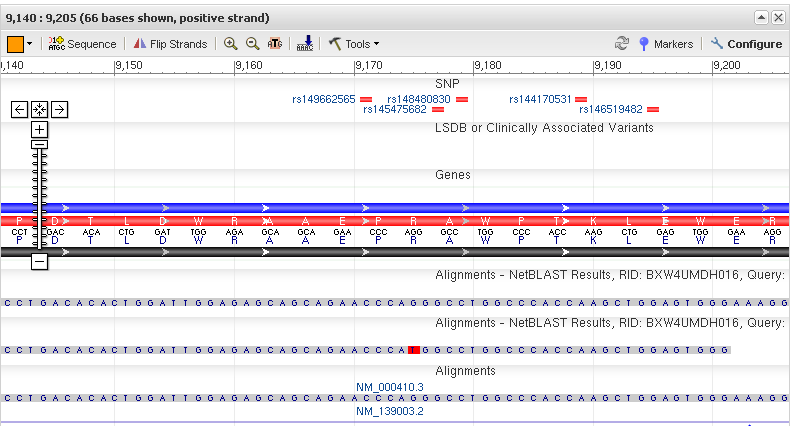 9,140 : 9,205 (66 bases shown, positive strand)
Sequence Flip Strands Tools Markers Configure
,140 9,150 9,160 9,170 9,180 9,190 9,200
SNP
rs149662565 rs148480830 rs144170531
rs145475682 rs146519482
LSDB or Clinically Associated Variants
Genes
P D T L D W R A A E P R A W P T K L E W E R
CCT GAC ACA CTG GAT TGG AGA GCA GCA GAA CCC AGG GCC TGG CCC ACC AAG CTG GAG TGG GAA AGG
P D T L D W R A A E P R A W P T K L E W E R
Alignments - NetBLAST Results, RID: BXW4UMDH016, Query:
C C T G A C A C A C T G G A T T G G A G A G C A G C A G A A C C C A G G G C C T G G C C C A C C A A G C T G G A G T G G G A A A G G
Alignments - NetBLAST Results, RID: BXW4UMDH016, Query:
C C T G A C A C A C T G G A T T G G A G A G C A G C A G A A C C C A T G G C C T G G C C C A C C A A G C T G G A G T G G G
Alignments
NM_000410.3
C C T G A C A C A C T G G A T T G G A G A G C A G C A G A A C C C A G G G C C T G G C C C A C C A A G C T G G A G T G G G A A A G G
NM_139003.2